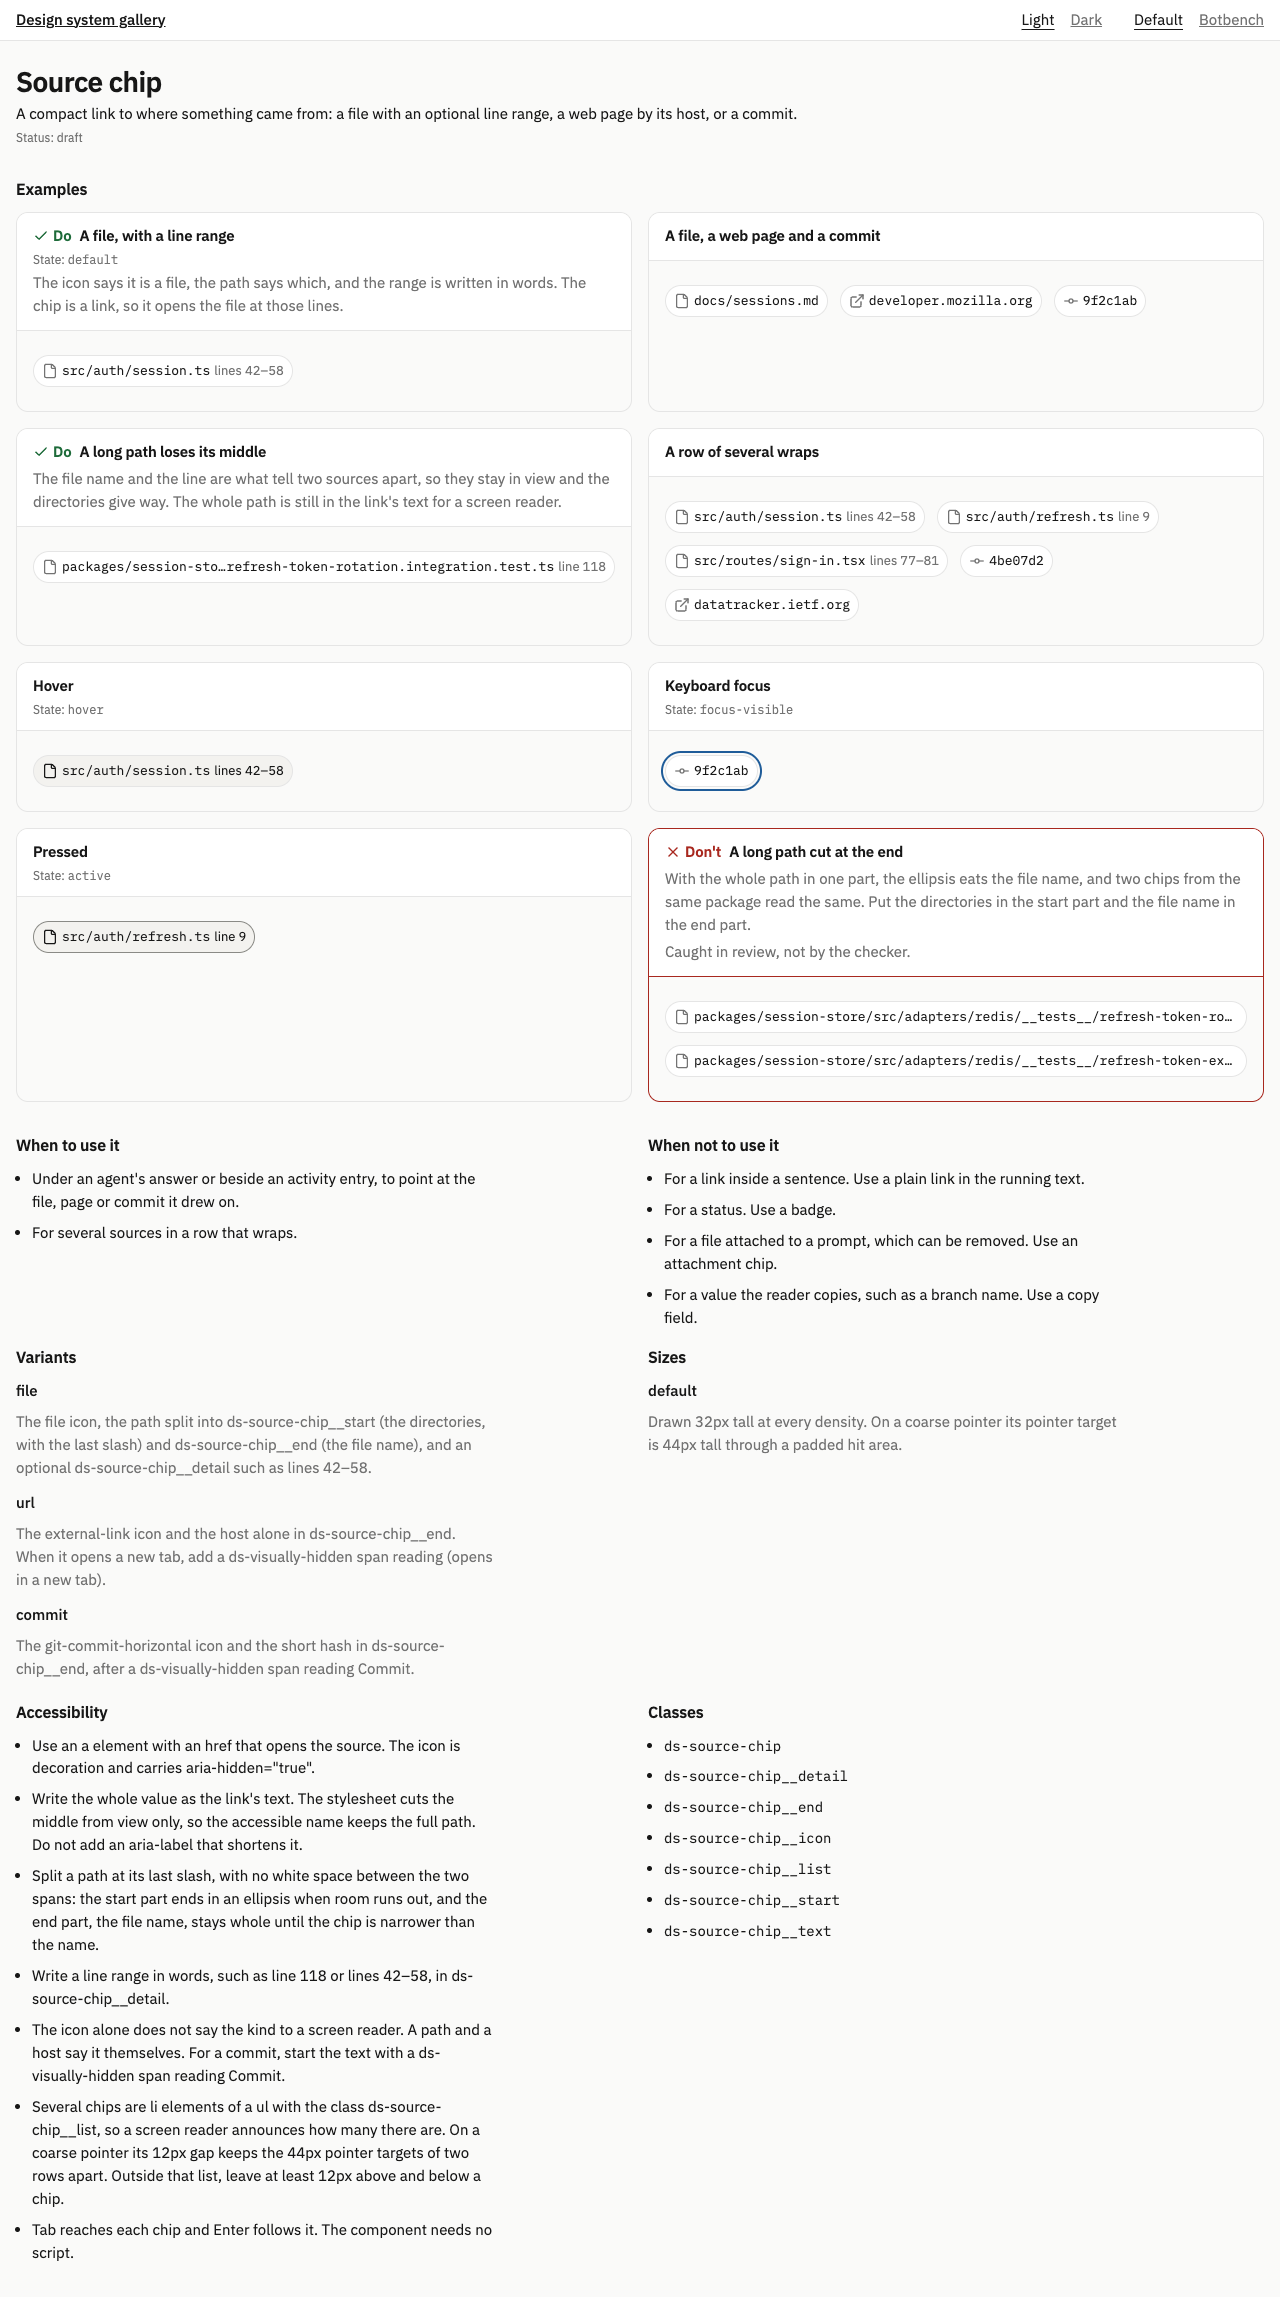 Design system gallery
Light Dark Default Botbench
Source chip
A compact link to where something came from: a file with an optional line range, a web page by its host, or a commit.
Status: draft
Examples
Do A file, with a line range
State: default
The icon says it is a file, the path says which, and the range is written in words. The
chip is a link, so it opens the file at those lines.
src/auth/session.ts lines 42–58
A file, a web page and a commit
docs/sessions.md developer.mozilla.org 9f2c1ab
Do A long path loses its middle
The file name and the line are what tell two sources apart, so they stay in view and the
directories give way. The whole path is still in the link's text for a screen reader.
packages/session-sto…refresh-token-rotation.integration.test.ts line 118
A row of several wraps
src/auth/session.ts lines 42–58 src/auth/refresh.ts line 9
src/routes/sign-in.tsx lines 77–81 4be07d2
datatracker.ietf.org
Hover
State: hover
src/auth/session.ts lines 42–58
Keyboard focus
State: focus-visible
9f2c1ab
Pressed
State: active
src/auth/refresh.ts line 9
Don't A long path cut at the end
With the whole path in one part, the ellipsis eats the file name, and two chips from the
same package read the same. Put the directories in the start part and the file name in
the end part.
Caught in review, not by the checker.
packages/session-store/src/adapters/redis/__tests__/refresh-token-ro…
packages/session-store/src/adapters/redis/__tests__/refresh-token-ex…
When to use it
Under an agent's answer or beside an activity entry, to point at the
file, page or commit it drew on.
For several sources in a row that wraps.
When not to use it
For a link inside a sentence. Use a plain link in the running text.
For a status. Use a badge.
For a file attached to a prompt, which can be removed. Use an
attachment chip.
For a value the reader copies, such as a branch name. Use a copy
field.
Variants
file
The file icon, the path split into ds-source-chip__start (the directories,
with the last slash) and ds-source-chip__end (the file name), and an
optional ds-source-chip__detail such as lines 42–58.
url
The external-link icon and the host alone in ds-source-chip__end.
When it opens a new tab, add a ds-visually-hidden span reading (opens
in a new tab).
commit
The git-commit-horizontal icon and the short hash in ds-source-
chip__end, after a ds-visually-hidden span reading Commit.
Sizes
default
Drawn 32px tall at every density. On a coarse pointer its pointer target
is 44px tall through a padded hit area.
Accessibility
Use an a element with an href that opens the source. The icon is
decoration and carries aria-hidden="true".
Write the whole value as the link's text. The stylesheet cuts the
middle from view only, so the accessible name keeps the full path.
Do not add an aria-label that shortens it.
Split a path at its last slash, with no white space between the two
spans: the start part ends in an ellipsis when room runs out, and the
end part, the file name, stays whole until the chip is narrower than
the name.
Write a line range in words, such as line 118 or lines 42–58, in ds-
source-chip__detail.
The icon alone does not say the kind to a screen reader. A path and a
host say it themselves. For a commit, start the text with a ds-
visually-hidden span reading Commit.
Several chips are li elements of a ul with the class ds-source-
chip__list, so a screen reader announces how many there are. On a
coarse pointer its 12px gap keeps the 44px pointer targets of two
rows apart. Outside that list, leave at least 12px above and below a
chip.
Tab reaches each chip and Enter follows it. The component needs no
script.
Classes
ds-source-chip
ds-source-chip__detail
ds-source-chip__end
ds-source-chip__icon
ds-source-chip__list
ds-source-chip__start
ds-source-chip__text